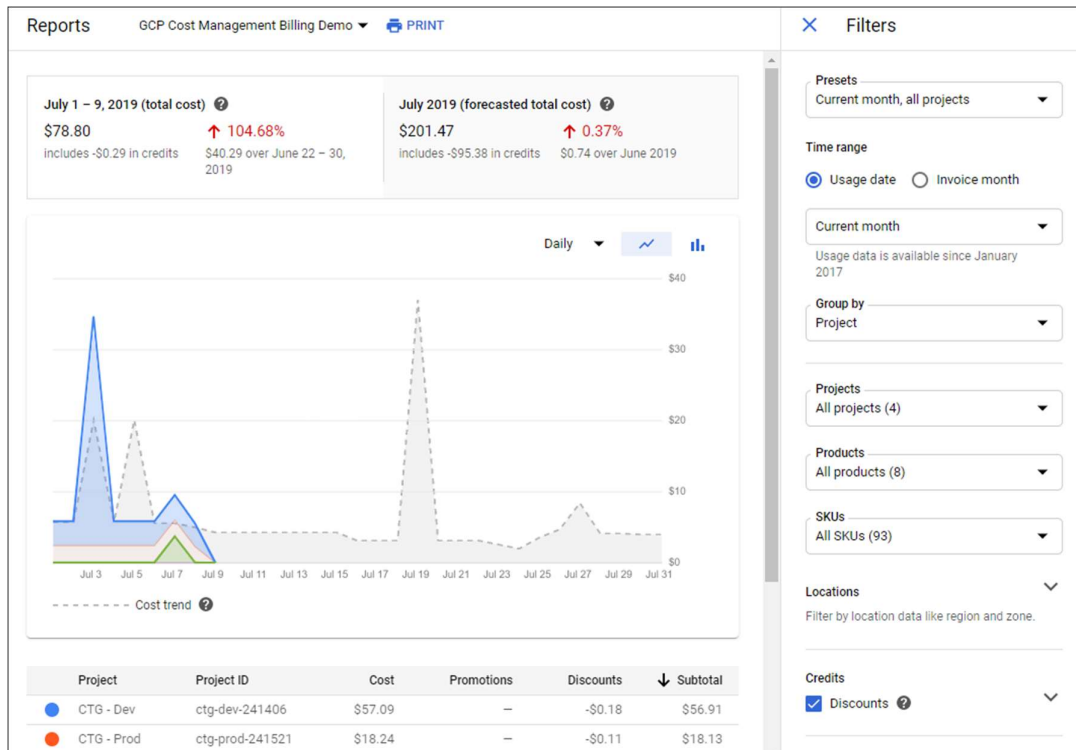 Reports GCP Cost Management Billing Demo PRINT
July 1 – 9, 2019 (total cost)
$78.80 104.68%
includes -$0.29 in credits $40.29 over June 22 – 30,
2019
July 2019 (forecasted total cost)
$201.47 0.37%
includes -$95.38 in credits $0.74 over June 2019
Daily
$40
$30
$20
$10
$0
Jul 3 Jul 5 Jul 7 Jul 9 Jul 11 Jul 13 Jul 15 Jul 17 Jul 19 Jul 21 Jul 23 Jul 25 Jul 27 Jul 29 Jul 31
Cost trend
Project Project ID Cost Promotions Discounts Subtotal
CTG - Dev ctg-dev-241406 $57.09 – -$0.18 $56.91
CTG - Prod ctg-prod-241521 $18.24 – -$0.11 $18.13
Filters
Presets
Current month, all projects
Time range
Usage date Invoice month
Current month
Usage data is available since January
2017
Group by
Project
Projects
All projects (4)
Products
All products (8)
SKUs
All SKUs (93)
Locations
Filter by location data like region and zone.
Credits
Discounts